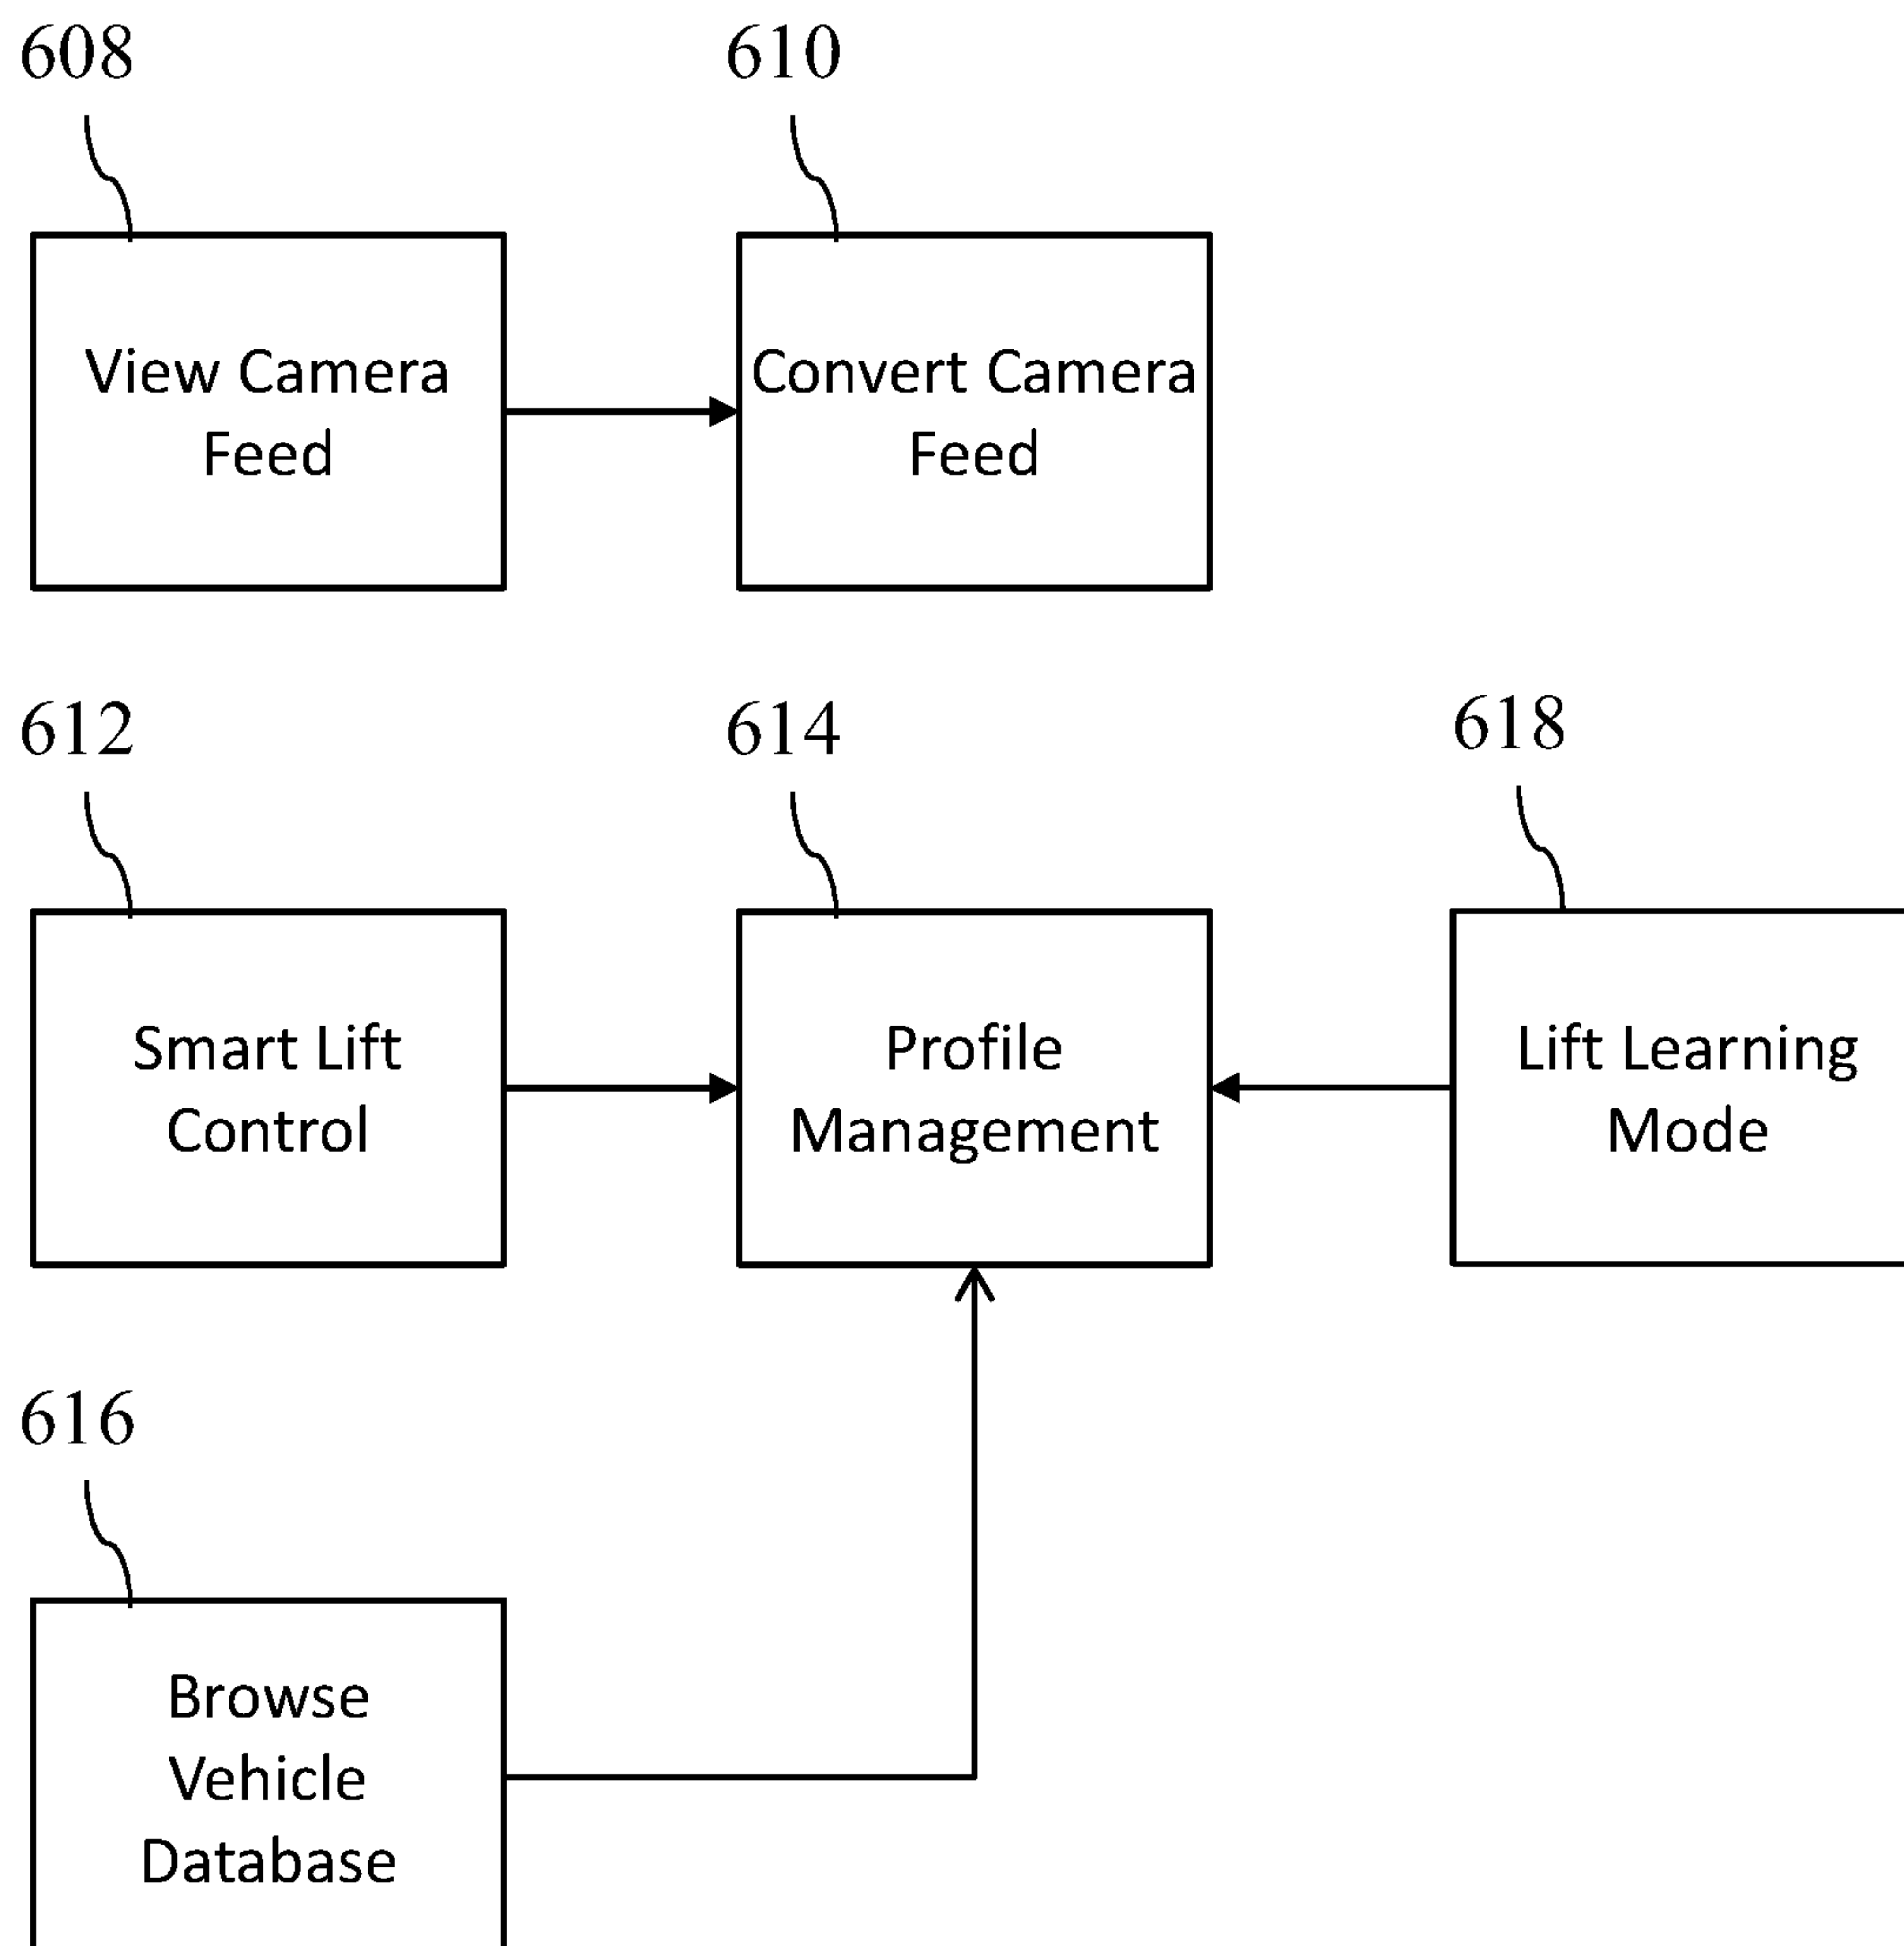 608
610
View Camera
Feed
Convert Camera
Feed
612
614
618
Smart Lift
Control
Profile
Management
Lift Learning
Mode
616
Browse
Vehicle
Database